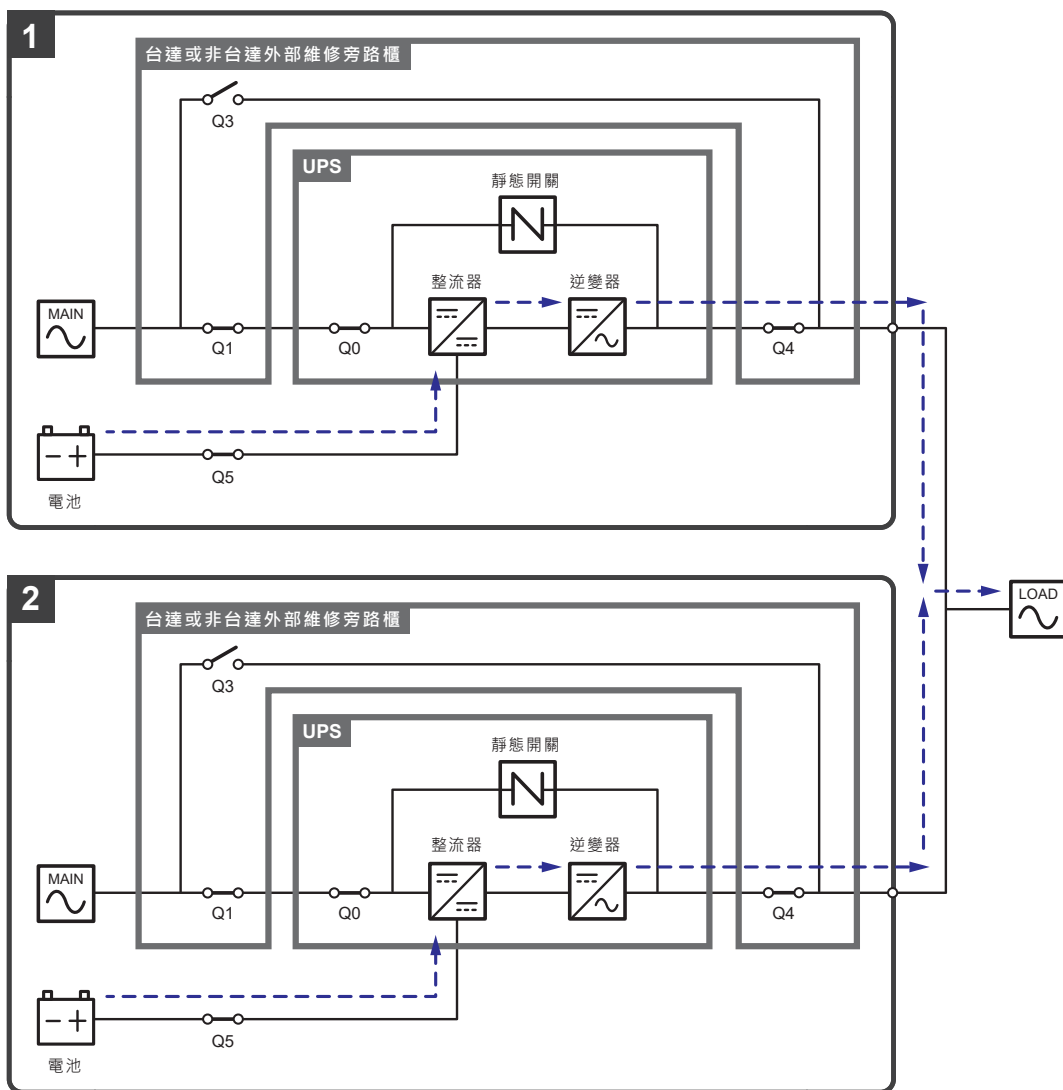 1
台達或非台達外部維修旁路櫃
Q3
UPS
靜態開關
整流器
逆變器
MAIN
Q1
Q0
Q4
Q5
電池
2
台達或非台達外部維修旁路櫃
Q3
UPS
靜態開關
整流器
逆變器
MAIN
Q1
Q0
Q4
Q5
電池
LOAD